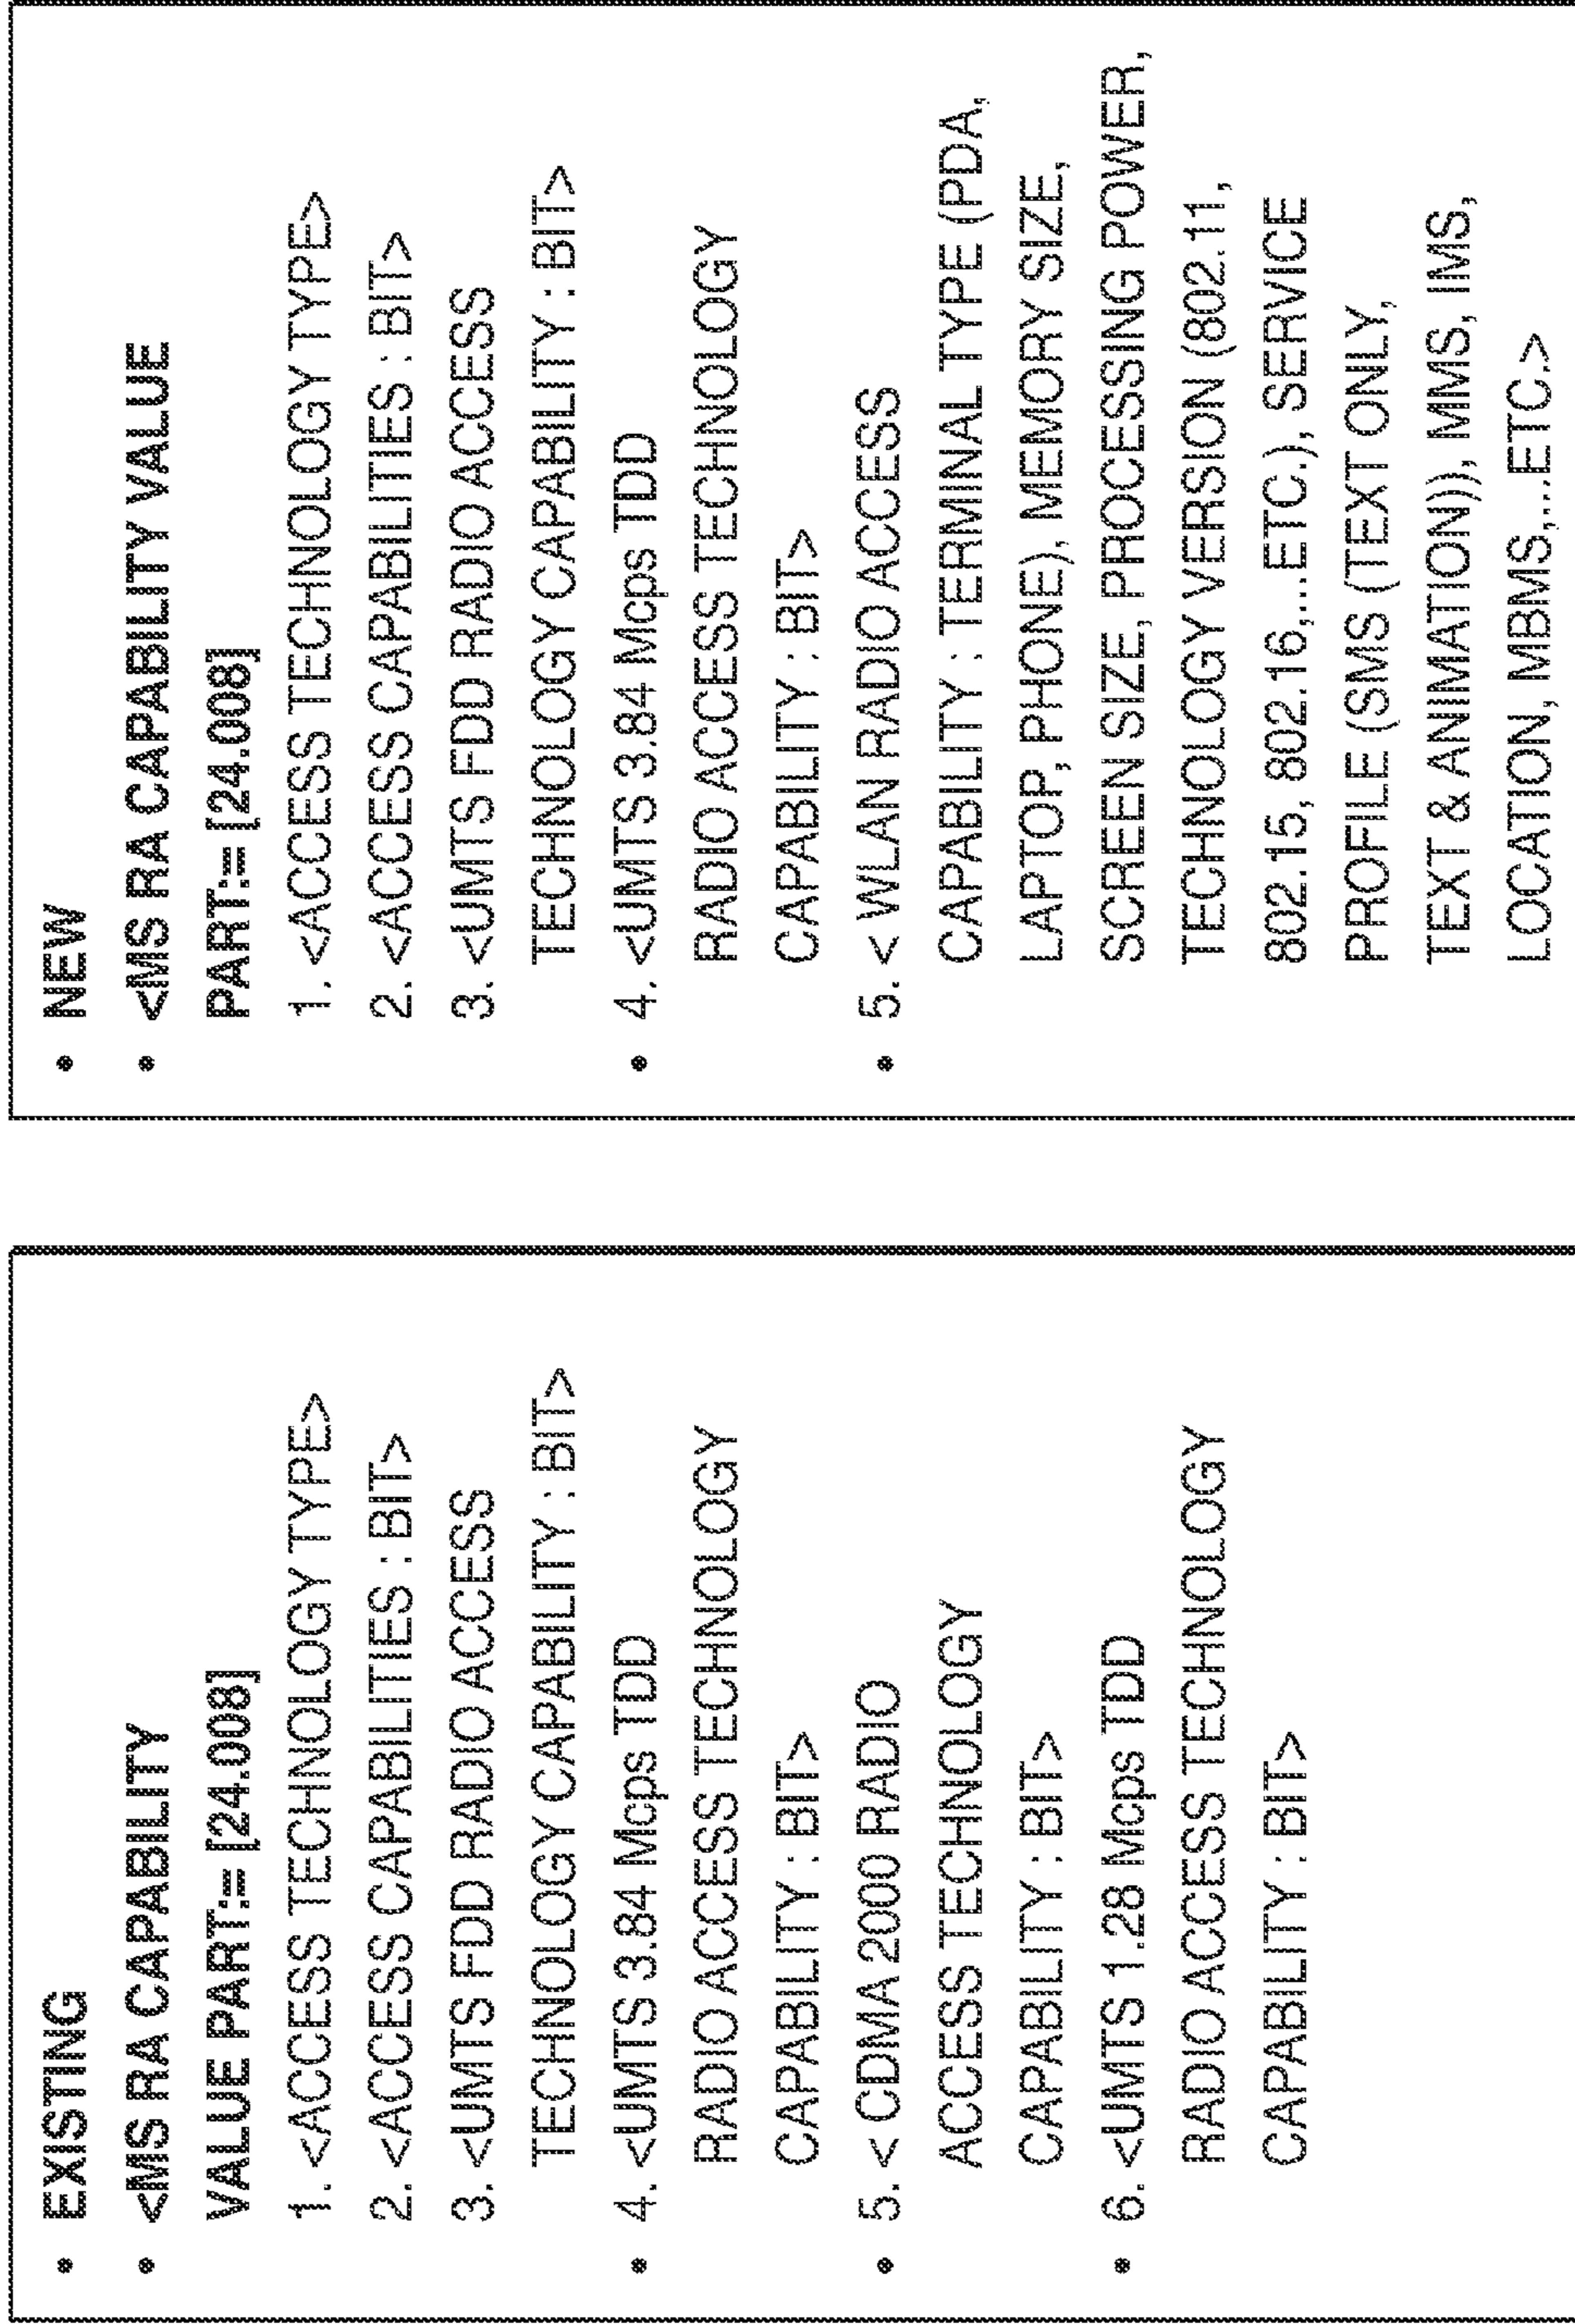 • EXISTING
• <MS RA CAPABILITY
VALUE PART:= [24.008]
1. <ACCESS TECHNOLOGY TYPE>
2. <ACCESS CAPABILITIES : BIT>
3. <UMTS FDD RADIO ACCESS
TECHNOLOGY CAPABILITY : BIT>
• 4. <UMTS 3.84 Mcps TDD
RADIO ACCESS TECHNOLOGY
CAPABILITY : BIT>
• 5. < CDMA 2000 RADIO
ACCESS TECHNOLOGY
CAPABILITY : BIT>
• 6. <UMTS 1.28 Mcps TDD
RADIO ACCESS TECHNOLOGY
CAPABILITY : BIT>
• NEW
• <MS RA CAPABILITY VALUE
PART:= [24.008]
1. <ACCESS TECHNOLOGY TYPE>
2. <ACCESS CAPABILITIES : BIT>
3. <UMTS FDD RADIO ACCESS
TECHNOLOGY CAPABILITY : BIT>
• 4. <UMTS 3.84 Mcps TDD
RADIO ACCESS TECHNOLOGY
CAPABILITY : BIT>
• 5. < WLAN RADIO ACCESS
CAPABILITY : TERMINAL TYPE (PDA,
LAPTOP, PHONE), MEMORY SIZE,
SCREEN SIZE, PROCESSING POWER,
TECHNOLOGY VERSION (802.11,
802.15, 802.16,...ETC.), SERVICE
PROFILE (SMS (TEXT ONLY,
TEXT & ANIMATION)), MMS, IMS,
LOCATION, MBMS,...ETC.>